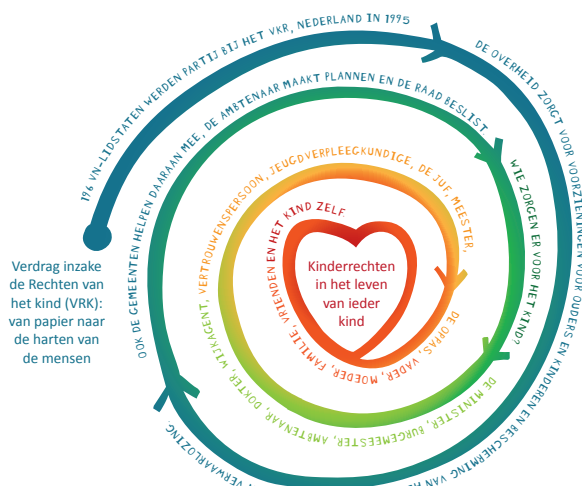 196 VN-LIDSTATEN WERDEN PARTIJ BIJ HET VKR, NEDERLAND IN 1995
DE OVERHEID ZORGT VOOR VOORZIENINGEN VOOR OUDERS EN KINDEREN EN BESCHERMING VAN
VERWAARLOZING
OOK DE GEMEENTEN HELPEN DAARAAN MEE, DE AMBTENAAR MAAKT PLANNEN EN DE RAAD BESLIST
WIE ZORGEN ER VOOR HET KIND?
DE MINISTER, BURGEMEESTER, AMBTENAAR, DOKTER, WIJKAGENT, VERTROUWENSPERSOON, JEUGDVERPLEEGKUNDIGE, DE JUF, MEESTER,
DE OPPAS, VADER, MOEDER, FAMILIE, VRIENDEN EN HET KIND ZELF.
Kinderrechten
in het leven
van ieder
kind
Verdrag inzake
de Rechten van
het kind (VRK):
van papier naar
de harten van
de mensen